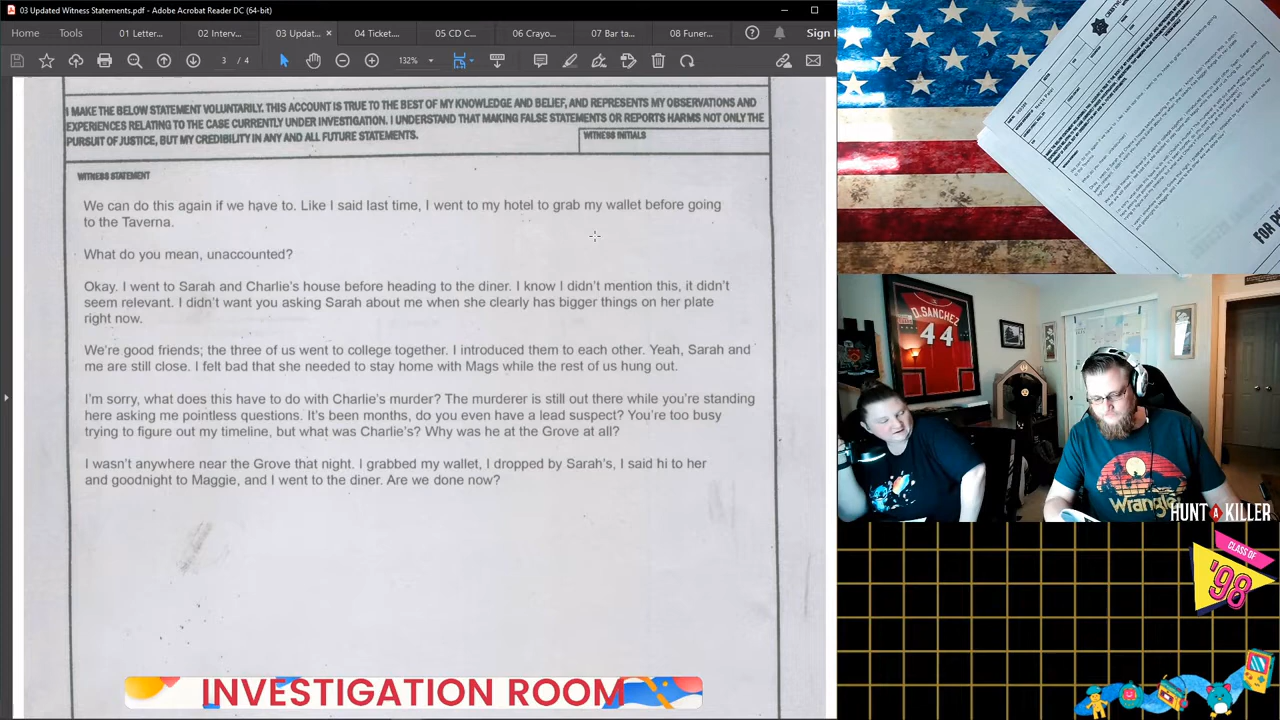 03 Updated Witness Statements.pdf - Adobe Acrobat Reader DC (64-bit)
Home Tools 01 Letter... 02 Interv... 03 Updat... × 04 Ticket.... 05 CD C... 06 Crayo... 07 Bar ta... 08 Funer... Sign I
3 / 4 132%
I MAKE THE BELOW STATEMENT VOLUNTARILY. THIS ACCOUNT IS TRUE TO THE BEST OF MY KNOWLEDGE AND BELIEF, AND REPRESENTS MY OBSERVATIONS AND
EXPERIENCES RELATING TO THE CASE CURRENTLY UNDER INVESTIGATION. I UNDERSTAND THAT MAKING FALSE STATEMENTS OR REPORTS HARMS NOT ONLY THE
PURSUIT OF JUSTICE, BUT MY CREDIBILITY IN ANY AND ALL FUTURE STATEMENTS.
WITNESS INITIALS
WITNESS STATEMENT
We can do this again if we have to. Like I said last time, I went to my hotel to grab my wallet before going
to the Taverna.
What do you mean, unaccounted?
Okay. I went to Sarah and Charlie's house before heading to the diner. I know I didn't mention this, it didn't
seem relevant. I didn't want you asking Sarah about me when she clearly has bigger things on her plate
right now.
We're good friends; the three of us went to college together. I introduced them to each other. Yeah, Sarah and
me are still close. I felt bad that she needed to stay home with Mags while the rest of us hung out.
I'm sorry, what does this have to do with Charlie's murder? The murderer is still out there while you're standing
here asking me pointless questions. It's been months, do you even have a lead suspect? You're too busy
trying to figure out my timeline, but what was Charlie's? Why was he at the Grove at all?
I wasn't anywhere near the Grove that night. I grabbed my wallet, I dropped by Sarah's, I said hi to her
and goodnight to Maggie, and I went to the diner. Are we done now?
INVESTIGATION ROOM
D.SANCHEZ
44
Wrangler
HUNT A KILLER
CLASS OF
'98